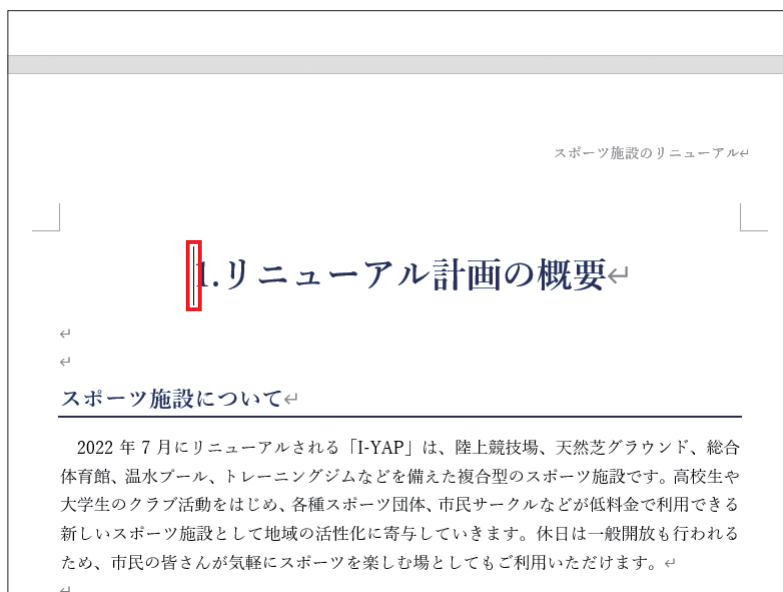 スポーツ施設のリニューアル↵
1.リニューアル計画の概要↵
↵
↵
スポーツ施設について↵
2022 年 7 月にリニューアルされる「I-YAP」は、陸上競技場、天然芝グラウンド、総合
体育館、温水プール、トレーニングジムなどを備えた複合型のスポーツ施設です。高校生や
大学生のクラブ活動をはじめ、各種スポーツ団体、市民サークルなどが低料金で利用できる
新しいスポーツ施設として地域の活性化に寄与していきます。休日は一般開放も行われる
ため、市民の皆さんが気軽にスポーツを楽しむ場としてもご利用いただけます。↵
↵